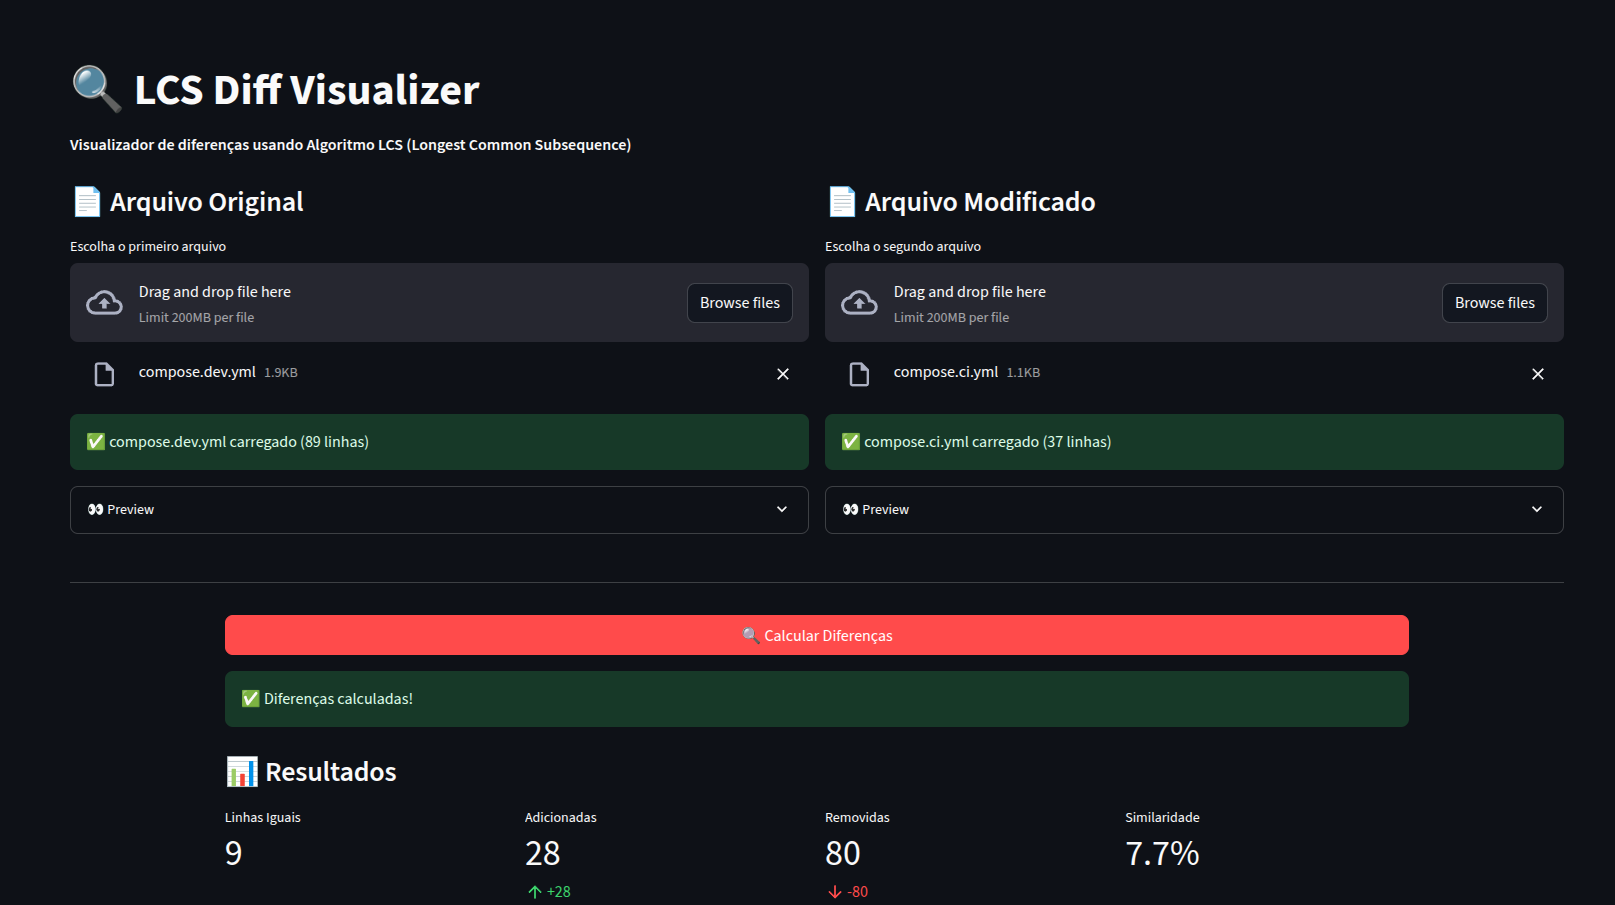 LCS Diff Visualizer
Visualizador de diferenças usando Algoritmo LCS (Longest Common Subsequence)
Arquivo Original
Escolha o primeiro arquivo
Drag and drop file here
Limit 200MB per file
Browse files
compose.dev.yml 1.9KB
compose.dev.yml carregado (89 linhas)
Preview
Arquivo Modificado
Escolha o segundo arquivo
Drag and drop file here
Limit 200MB per file
Browse files
compose.ci.yml 1.1KB
compose.ci.yml carregado (37 linhas)
Preview
Calcular Diferenças
Diferenças calculadas!
Resultados
Linhas Iguais
9
Adicionadas
28
+28
Removidas
80
-80
Similaridade
7.7%